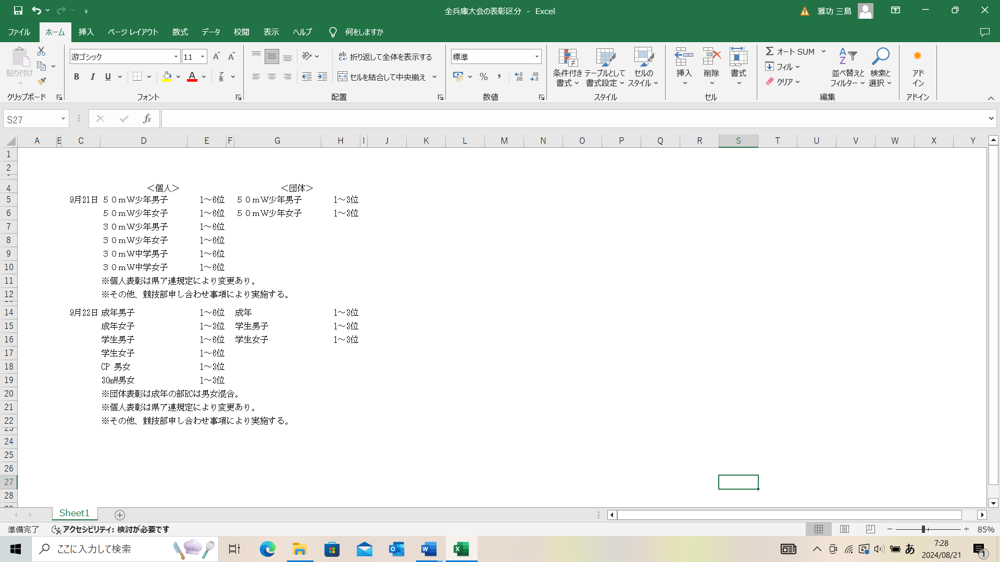 全兵庫大会の表彰区分 - Excel
雅功 三島
ファイル ホーム 挿入 ページ レイアウト 数式 データ 校閲 表示 ヘルプ 何をしますか
貼り付け
クリップボード
游ゴシック 11
B I U
フォント
折り返して全体を表示する
セルを結合して中央揃え
配置
標準
数値
条件付き書式
テーブルとして書式設定
セルのスタイル
スタイル
挿入
削除
書式
セル
オート SUM
フィル
クリア
並べ替えとフィルター
検索と選択
編集
アドイン
アドイン
S27
fx
A B C D E F G H I J K L M N O P Q R S T U V W X Y
1
2
4 ＜個人＞ ＜団体＞
5 9月21日 ５０ｍW少年男子 1～6位 ５０ｍW少年男子 1～3位
6 ５０ｍW少年女子 1～6位 ５０ｍW少年女子 1～3位
7 ３０ｍW少年男子 1～6位
8 ３０ｍW少年女子 1～6位
9 ３０ｍW中学男子 1～6位
10 ３０ｍW中学女子 1～6位
11 ※個人表彰は県ア連規定により変更あり。
12 ※その他、競技部申し合わせ事項により実施する。
14 9月22日 成年男子 1～6位 成年 1～3位
15 成年女子 1～3位 学生男子 1～3位
16 学生男子 1～6位 学生女子 1～3位
17 学生女子 1～6位
18 CP 男女 1～3位
19 30mW男女 1～3位
20 ※団体表彰は成年の部RCは男女混合。
21 ※個人表彰は県ア連規定により変更あり。
22 ※その他、競技部申し合わせ事項により実施する。
23
24
25
26
27
28
Sheet1
準備完了 アクセシビリティ: 検討が必要です
85%
ここに入力して検索
あ
7:28
2024/08/21
1